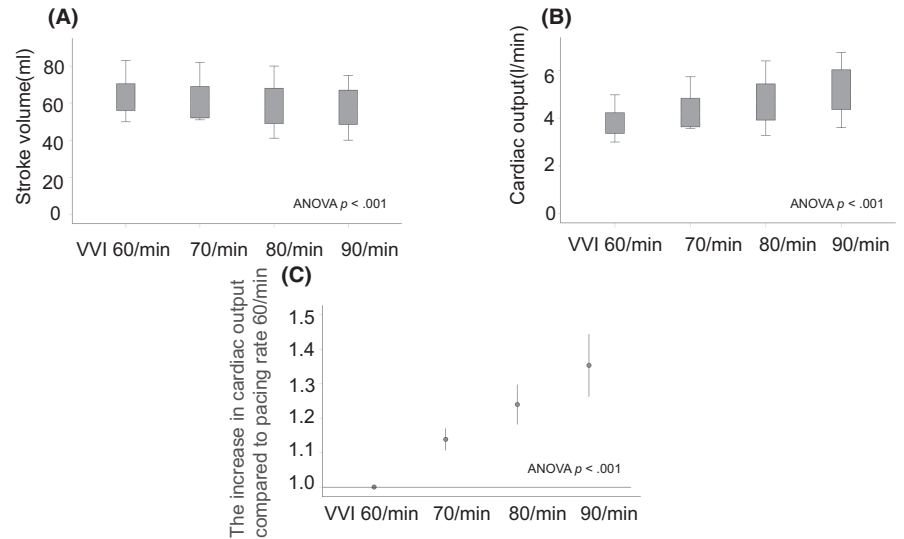 (A)
Stroke volume(ml)
80
60
40
20
0
ANOVA p < .001
VVI 60/min 70/min 80/min 90/min
(B)
Cardiac output(l/min)
6
4
2
0
ANOVA p < .001
VVI 60/min 70/min 80/min 90/min
(C)
The increase in cardiac output
compared to pacing rate 60/min
1.5
1.4
1.3
1.2
1.1
1.0
ANOVA p < .001
VVI 60/min 70/min 80/min 90/min